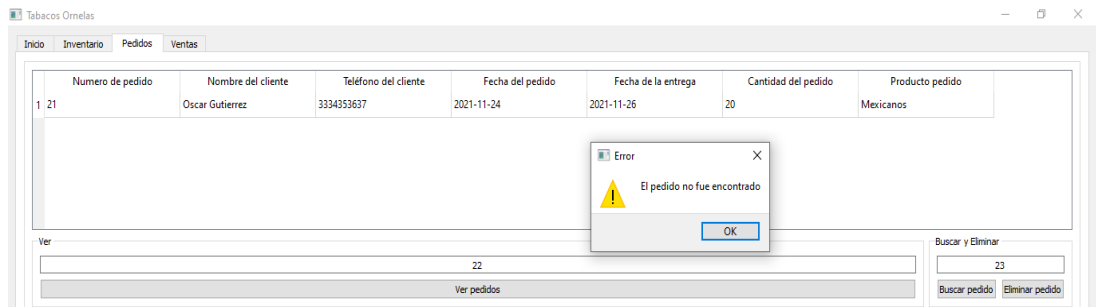 Tabacos Ornelas
Inicio Inventario Pedidos Ventas
Numero de pedido Nombre del cliente Teléfono del cliente Fecha del pedido Fecha de la entrega Cantidad del pedido Producto pedido
1 21 Oscar Gutierrez 3334353637 2021-11-24 2021-11-26 20 Mexicanos
Error
El pedido no fue encontrado
OK
Ver
22
Ver pedidos
Buscar y Eliminar
23
Buscar pedido Eliminar pedido